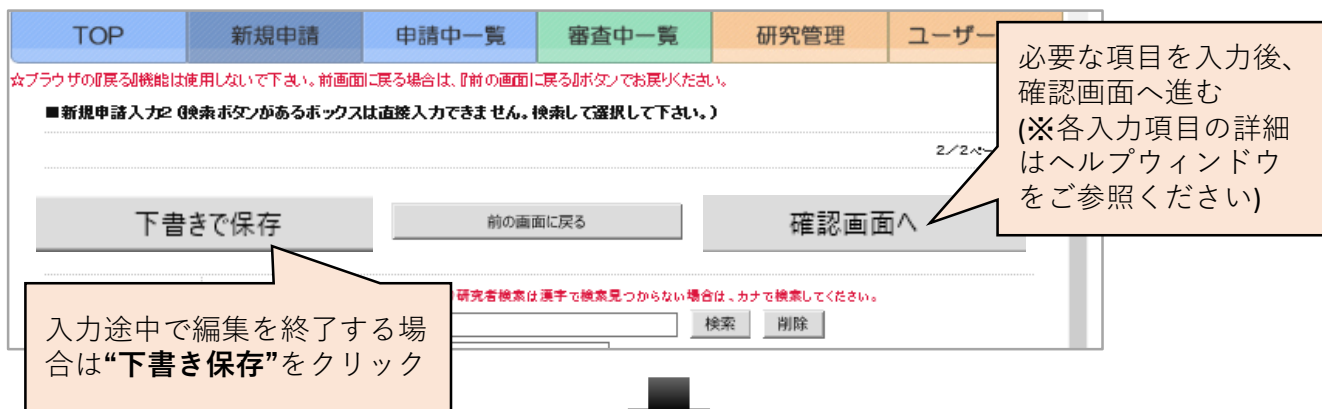 TOP 新規申請 申請中一覧 審査中一覧 研究管理 ユーザー
☆ブラウザの『戻る』機能は使用しないで下さい。前画面に戻る場合は、『前の画面に戻る』ボタンでお戻りください。
■新規申請入力2 (検索ボタンがあるボックスは直接入力できません。検索して選択して下さい。)
2/2ペー
必要な項目を入力後、
確認画面へ進む
(※各入力項目の詳細
はヘルプウィンドウ
をご参照ください)
下書きで保存 前の画面に戻る 確認画面へ
研究者検索は漢字で検索見つからない場合は、カナで検索してください。
検索 削除
入力途中で編集を終了する場
合は“下書き保存”をクリック